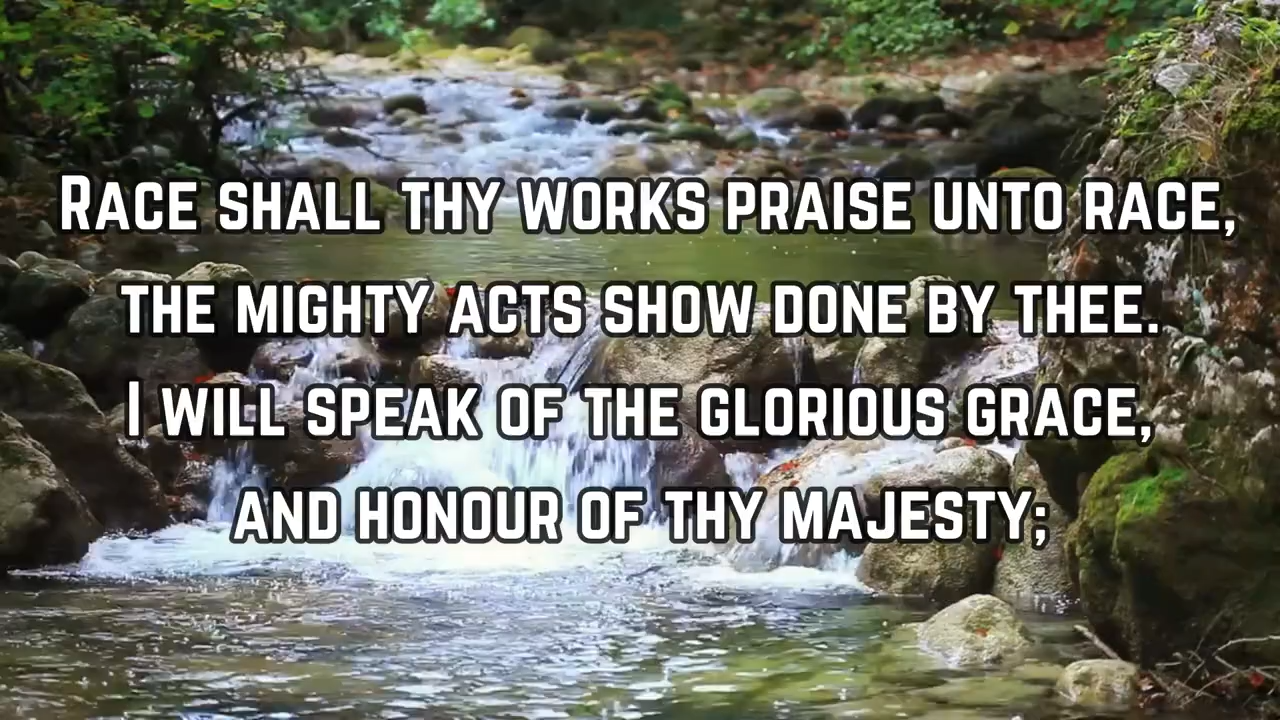 Race shall thy works praise unto race,
the mighty acts show done by thee.
I will speak of the glorious grace,
and honour of thy majesty;